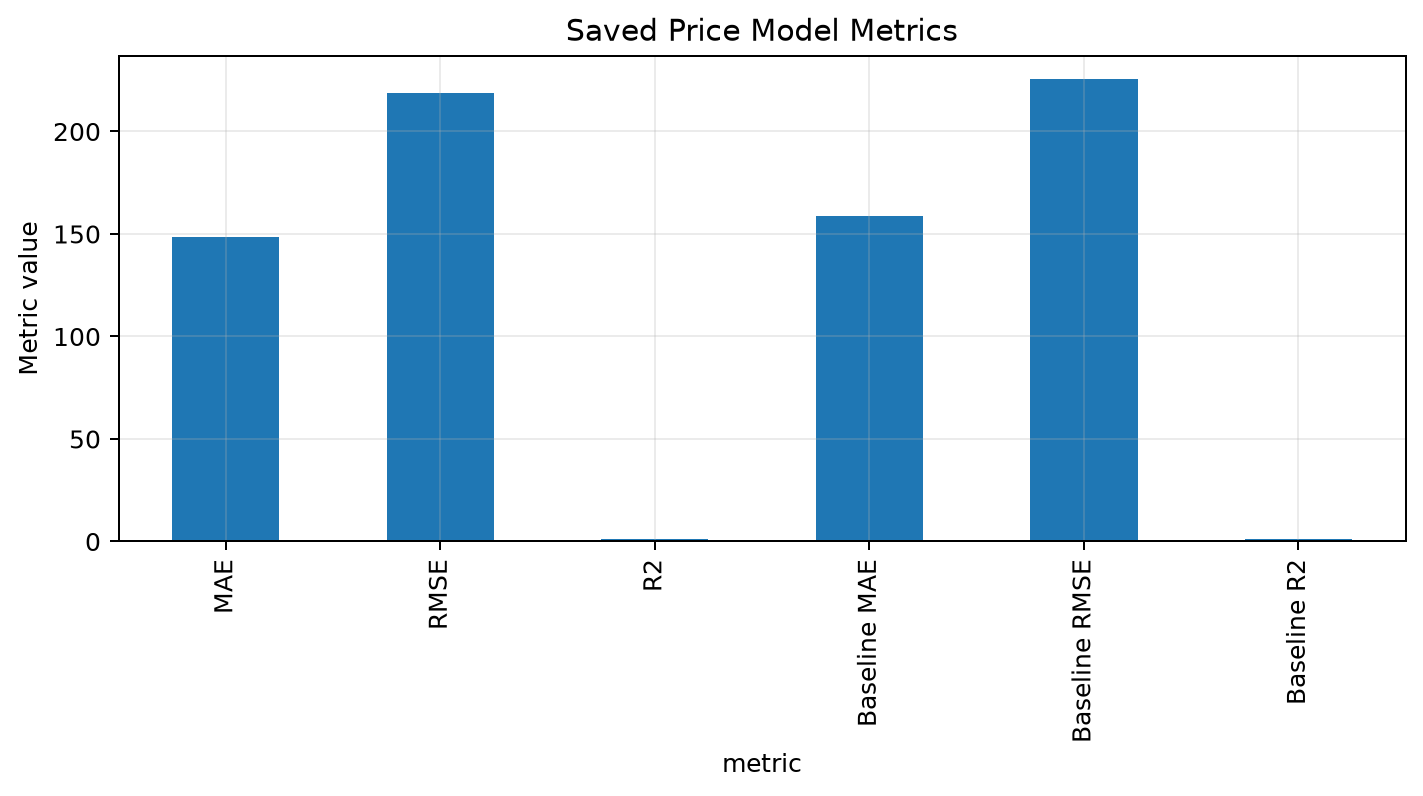 Saved Price Model Metrics
Metric value
200
150
100
50
0
MAE
RMSE
R2
Baseline MAE
Baseline RMSE
Baseline R2
metric